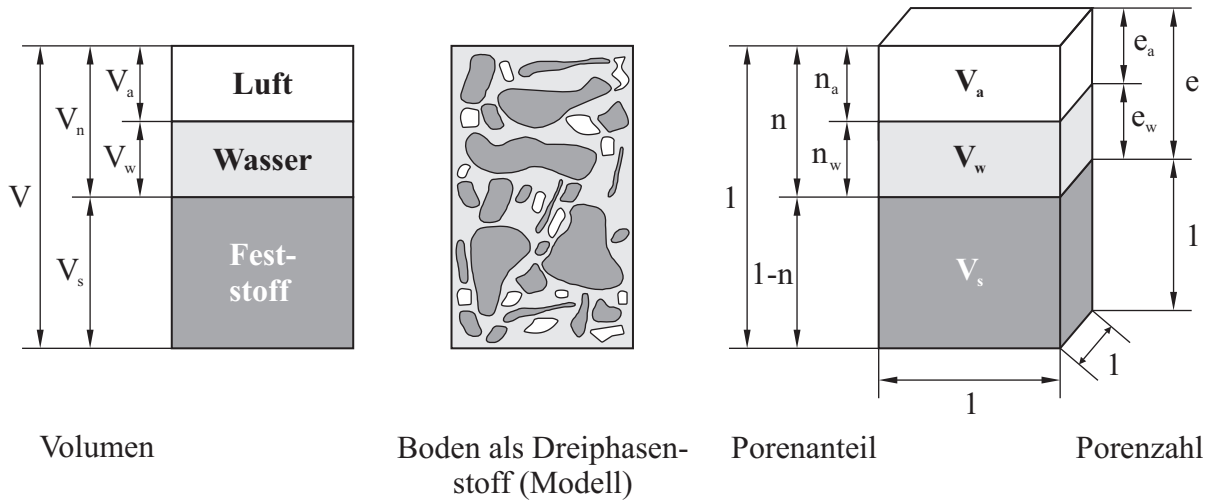 V
V_n
V_a
V_w
V_s
Luft
Wasser
Fest-
stoff
1
n
1-n
n_a
n_w
V_a
V_w
V_s
e_a
e_w
e
1
1
1
Volumen
Boden als Dreiphasen-
stoff (Modell)
Porenanteil
Porenzahl